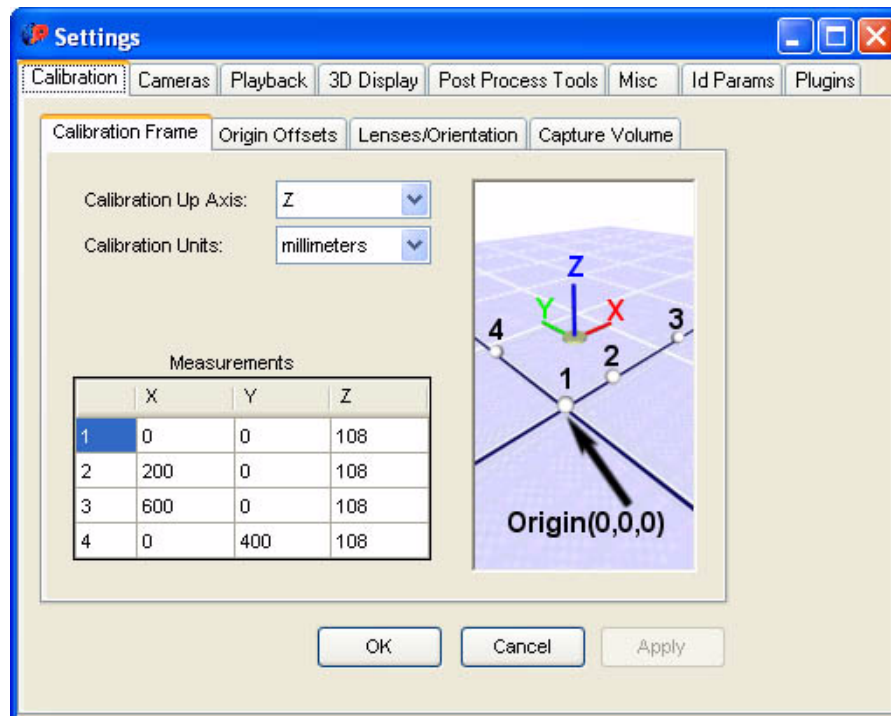 Settings
Calibration Cameras Playback 3D Display Post Process Tools Misc Id Params Plugins
Calibration Frame Origin Offsets Lenses/Orientation Capture Volume
Calibration Up Axis: Z
Calibration Units: millimeters
Measurements
X Y Z
1 0 0 108
2 200 0 108
3 600 0 108
4 0 400 108
Z
Y X
4 3
2
1
Origin(0,0,0)
OK Cancel Apply